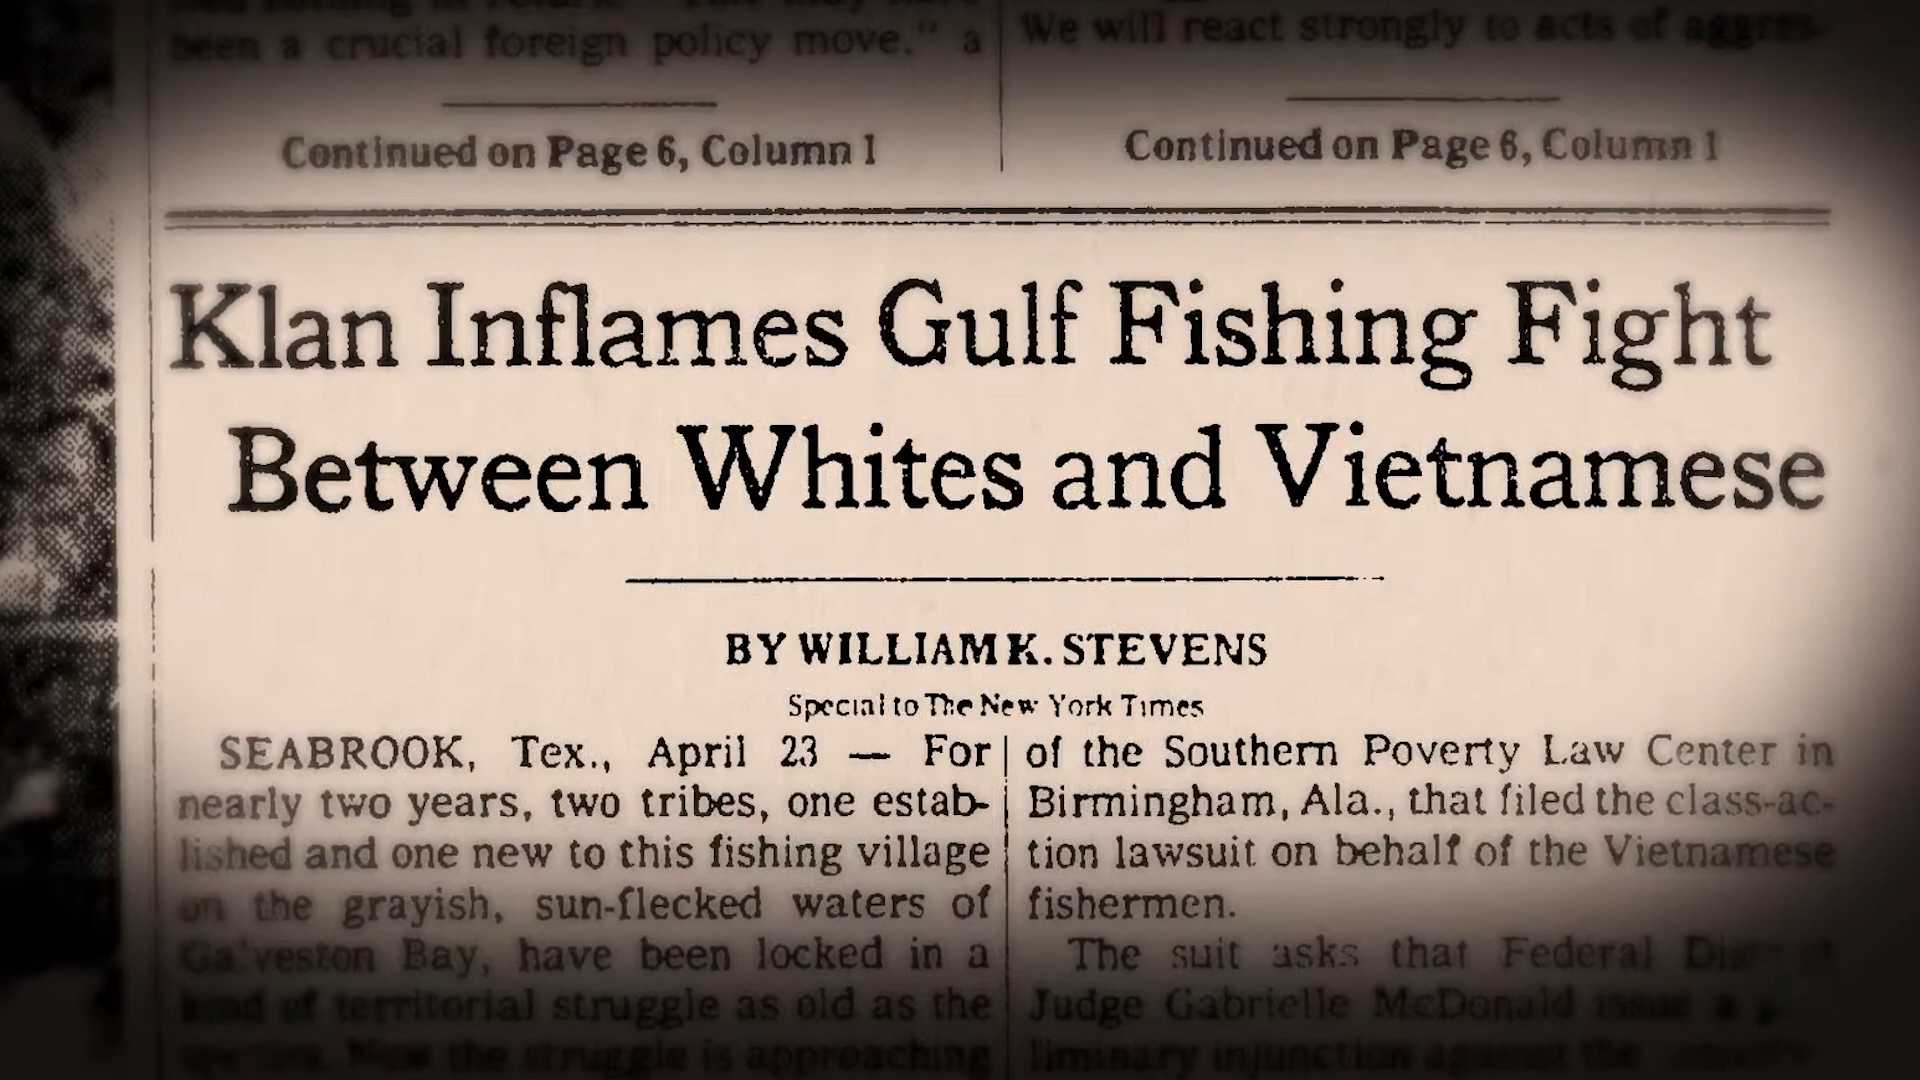 been a crucial foreign policy move." a
Continued on Page 6, Column 1
We will react strongly to acts of aggres-
Continued on Page 6, Column 1
Klan Inflames Gulf Fishing Fight
Between Whites and Vietnamese
BY WILLIAM K. STEVENS
Special to The New York Times
SEABROOK, Tex., April 23 — For
nearly two years, two tribes, one estab-
lished and one new to this fishing village
on the grayish, sun-flecked waters of
Galveston Bay, have been locked in a
kind of territorial struggle as old as the
Now the struggle is approaching
of the Southern Poverty Law Center in
Birmingham, Ala., that filed the class-ac-
tion lawsuit on behalf of the Vietnamese
fishermen.
The suit asks that Federal
Judge Gabrielle McDonald issue a
liminary injunction against the